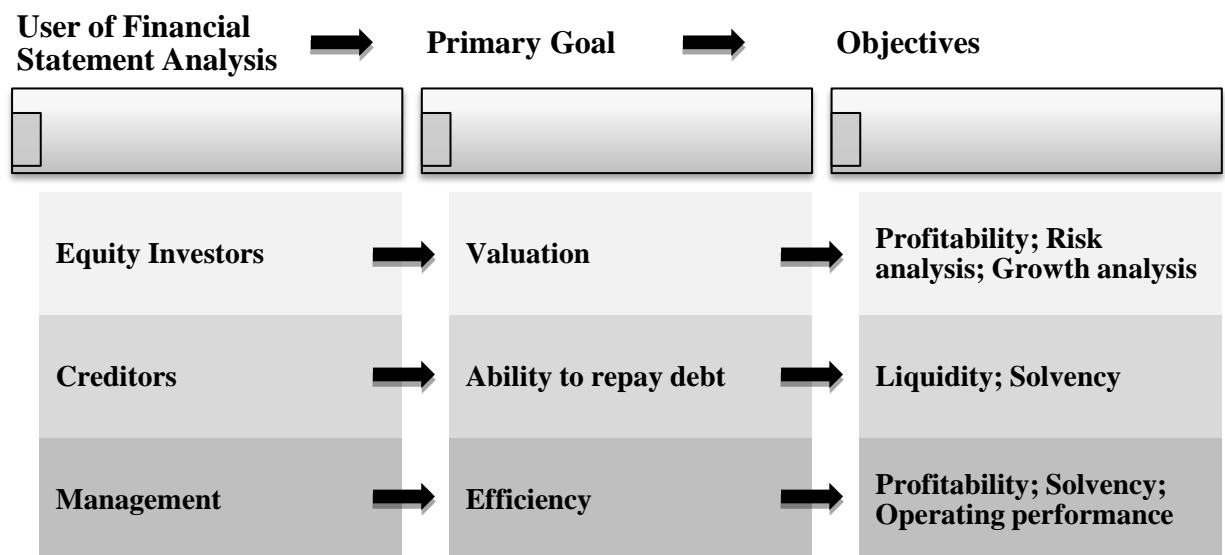 User of Financial
Statement Analysis
Primary Goal
Objectives
Equity Investors
Valuation
Profitability; Risk
analysis; Growth analysis
Creditors
Ability to repay debt
Liquidity; Solvency
Management
Efficiency
Profitability; Solvency;
Operating performance